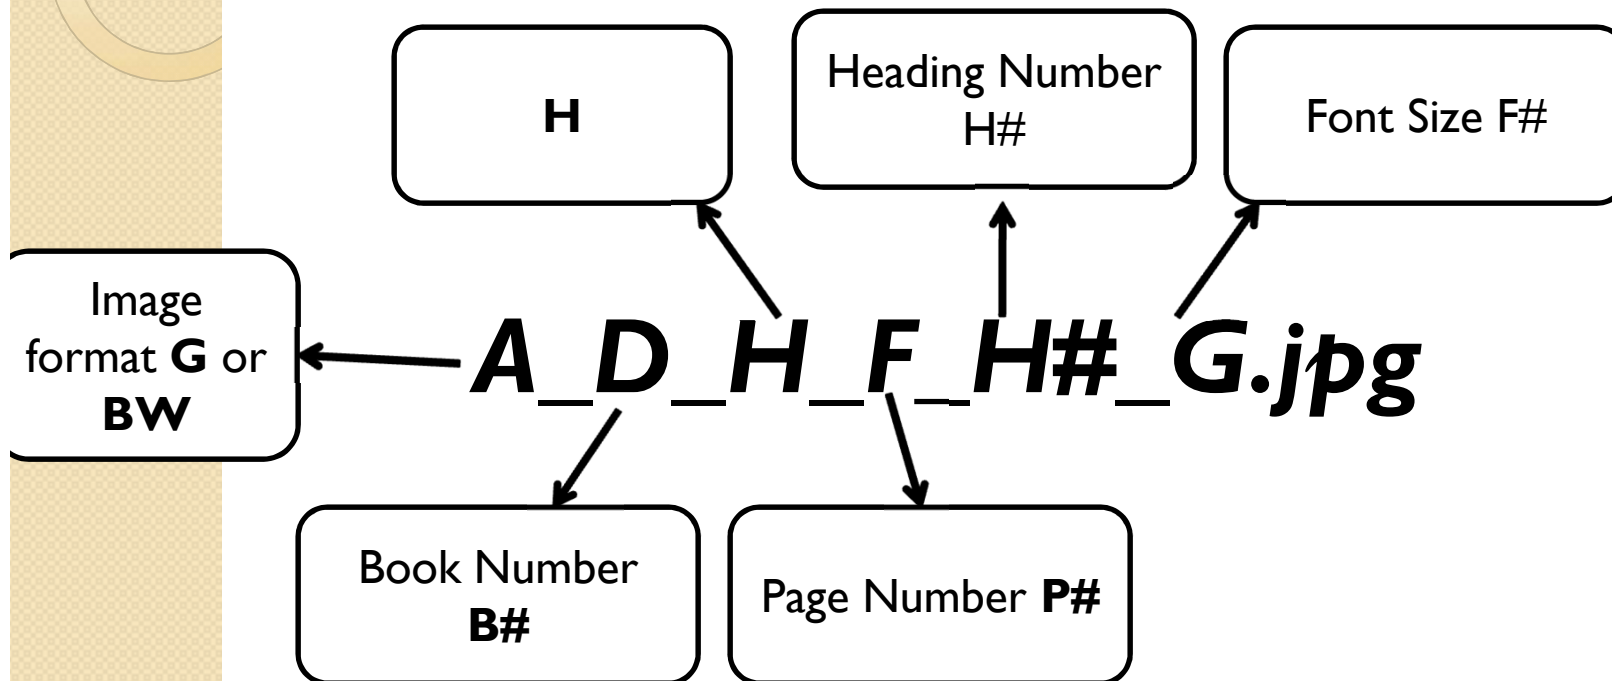 H
Heading Number
H#
Font Size F#
Image
format G or
BW
A_D_H_F_H#_G.jpg
Book Number
B#
Page Number P#